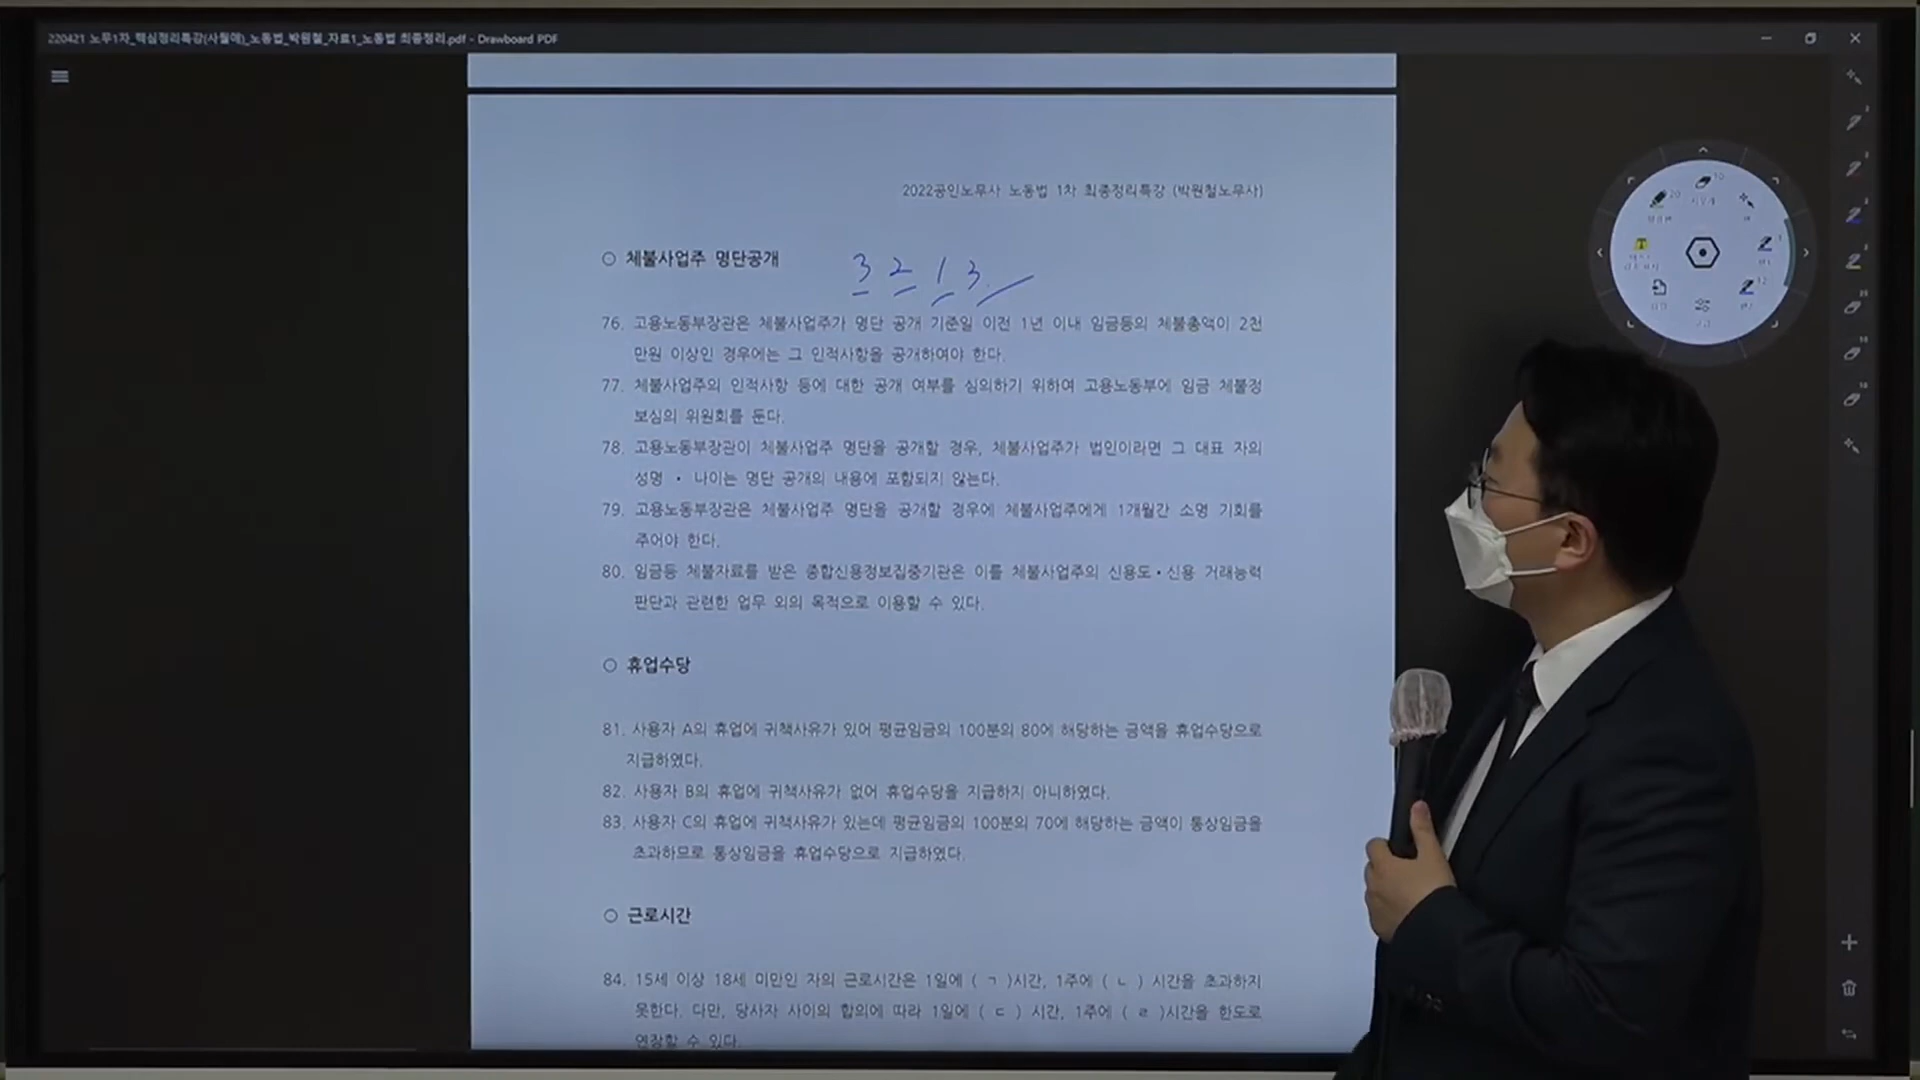 220421 노무1차_핵심정리특강(사월애)_노동법_박원철_자료1_노동법 최종정리.pdf - Drawboard PDF
2022공인노무사 노동법 1차 최종정리특강 (박원철노무사)
○ 체불사업주 명단공개
3 2 1 3
76. 고용노동부장관은 체불사업주가 명단 공개 기준일 이전 1년 이내 임금등의 체불총액이 2천
만원 이상인 경우에는 그 인적사항을 공개하여야 한다.
77. 체불사업주의 인적사항 등에 대한 공개 여부를 심의하기 위하여 고용노동부에 임금 체불정
보심의 위원회를 둔다.
78. 고용노동부장관이 체불사업주 명단을 공개할 경우, 체불사업주가 법인이라면 그 대표 자의
성명 · 나이는 명단 공개의 내용에 포함되지 않는다.
79. 고용노동부장관은 체불사업주 명단을 공개할 경우에 체불사업주에게 1개월간 소명 기회를
주어야 한다.
80. 임금등 체불자료를 받은 종합신용정보집중기관은 이를 체불사업주의 신용도·신용 거래능력
판단과 관련한 업무 외의 목적으로 이용할 수 있다.
○ 휴업수당
81. 사용자 A의 휴업에 귀책사유가 있어 평균임금의 100분의 80에 해당하는 금액을 휴업수당으로
지급하였다.
82. 사용자 B의 휴업에 귀책사유가 없어 휴업수당을 지급하지 아니하였다.
83. 사용자 C의 휴업에 귀책사유가 있는데 평균임금의 100분의 70에 해당하는 금액이 통상임금을
초과하므로 통상임금을 휴업수당으로 지급하였다.
○ 근로시간
84. 15세 이상 18세 미만인 자의 근로시간은 1일에 ( ㄱ )시간, 1주에 ( ㄴ ) 시간을 초과하지
못한다. 다만, 당사자 사이의 합의에 따라 1일에 ( ㄷ ) 시간, 1주에 ( ㄹ )시간을 한도로
연장할 수 있다.